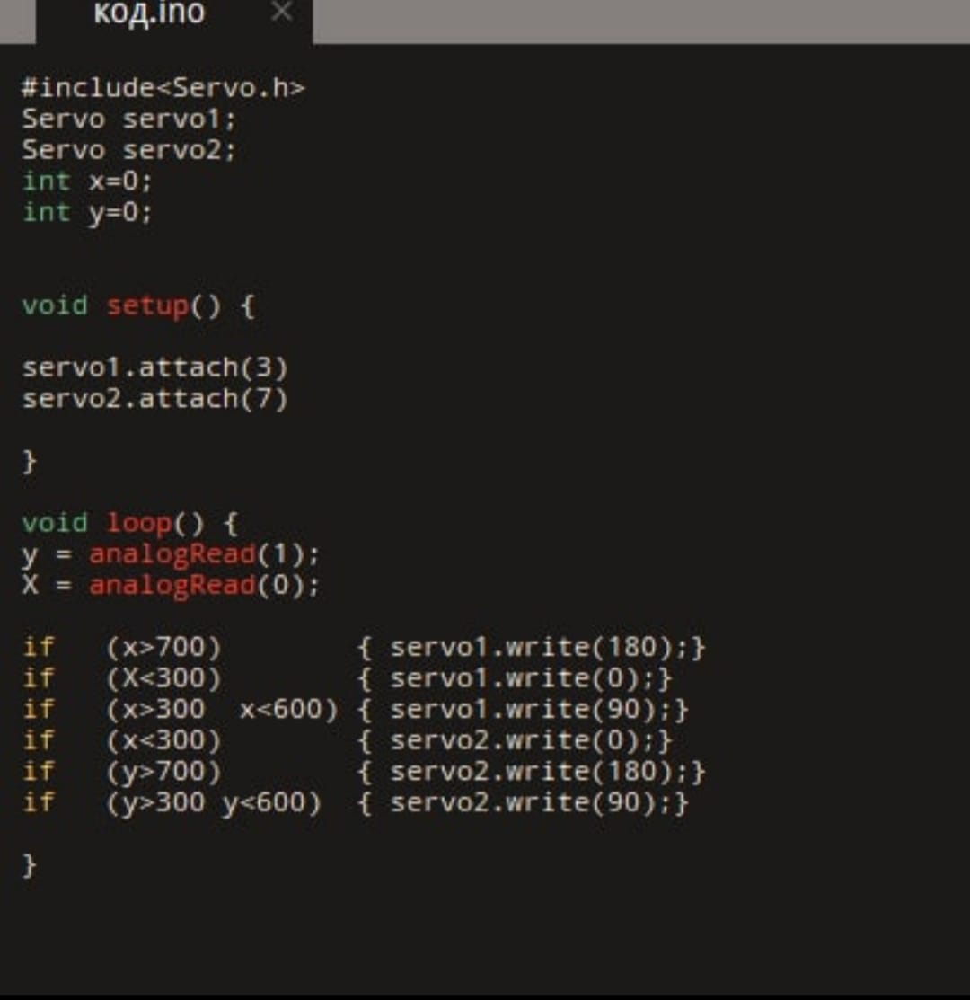 код.ino ×
#include<Servo.h>
Servo servo1;
Servo servo2;
int x=0;
int y=0;
void setup() {
servo1.attach(3)
servo2.attach(7)
}
void loop() {
y = analogRead(1);
X = analogRead(0);
if (x>700) { servo1.write(180);}
if (X<300) { servo1.write(0);}
if (x>300 x<600) { servo1.write(90);}
if (x<300) { servo2.write(0);}
if (y>700) { servo2.write(180);}
if (y>300 y<600) { servo2.write(90);}
}